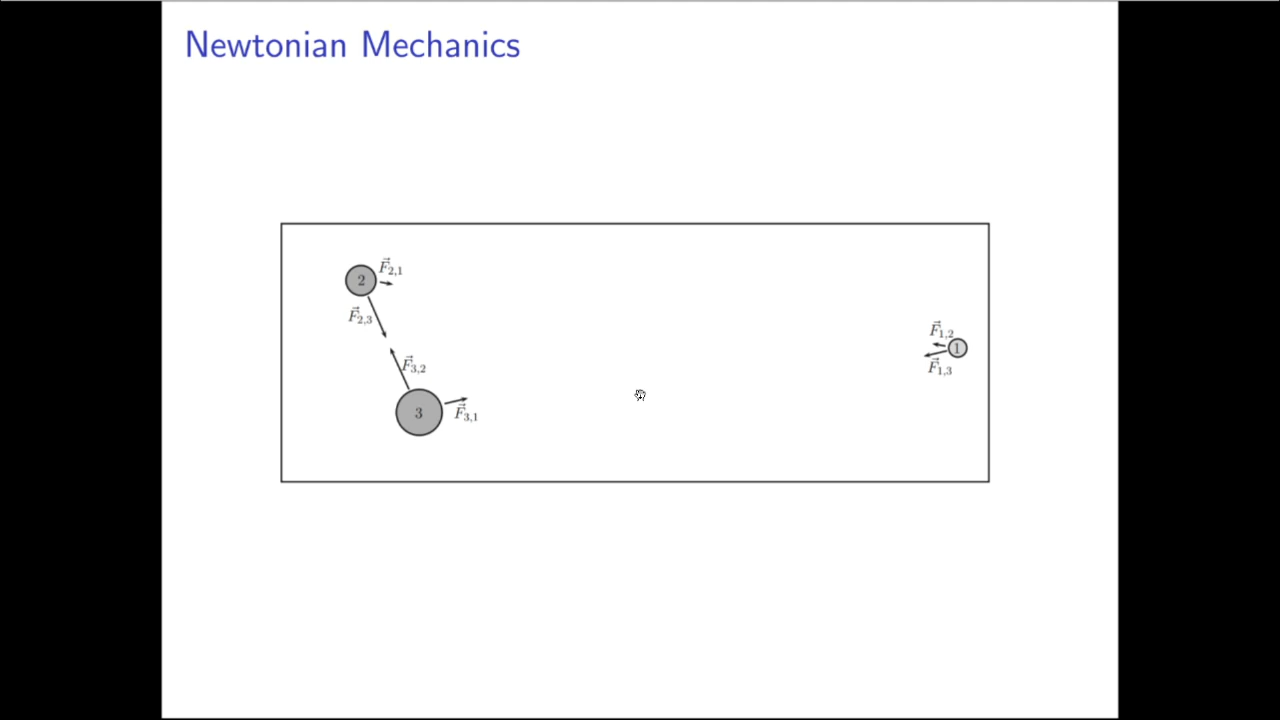 Newtonian Mechanics
2
F⃗2,1
F⃗2,3
F⃗3,2
3
F⃗3,1
F⃗1,2
1
F⃗1,3